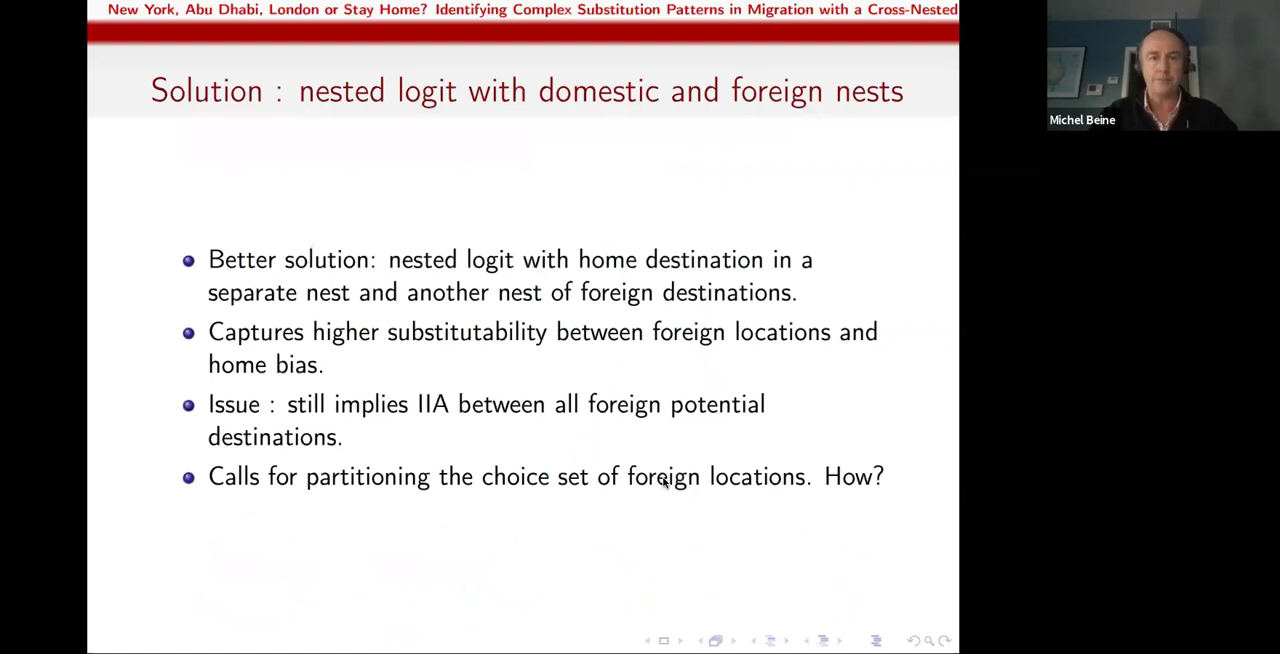 New York, Abu Dhabi, London or Stay Home? Identifying Complex Substitution Patterns in Migration with a Cross-Nested
Solution : nested logit with domestic and foreign nests
Michel Beine
Better solution: nested logit with home destination in a
separate nest and another nest of foreign destinations.
Captures higher substitutability between foreign locations and
home bias.
Issue : still implies IIA between all foreign potential
destinations.
Calls for partitioning the choice set of foreign locations. How?